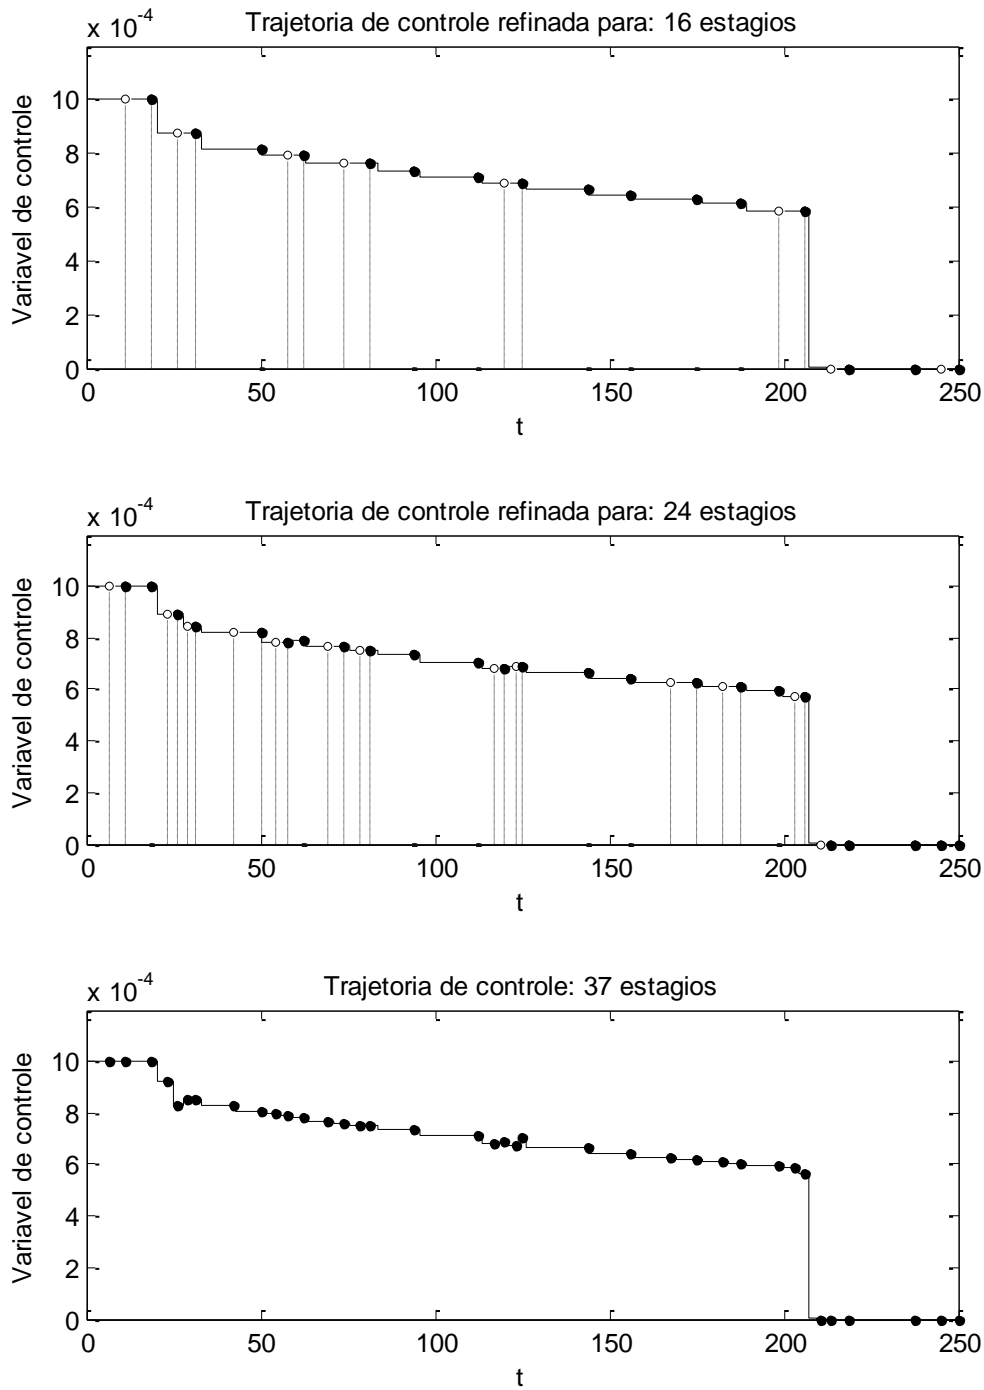 x 10-4
Trajetoria de controle refinada para: 16 estagios
Variavel de controle
10
8
6
4
2
0
0 50 100 150 200 250
t
x 10-4
Trajetoria de controle refinada para: 24 estagios
Variavel de controle
10
8
6
4
2
0
0 50 100 150 200 250
t
x 10-4
Trajetoria de controle: 37 estagios
Variavel de controle
10
8
6
4
2
0
0 50 100 150 200 250
t